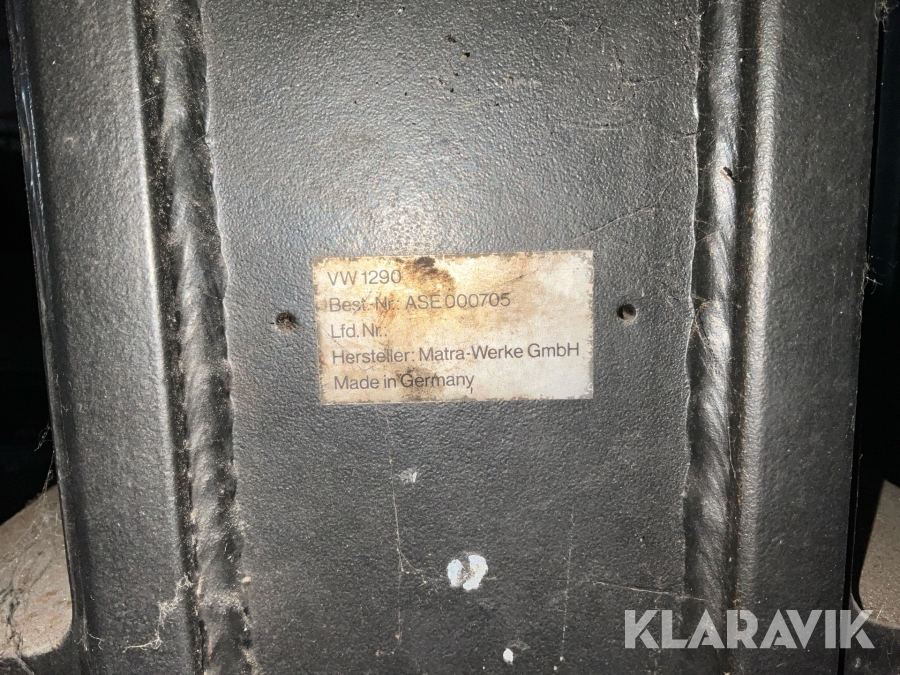 VW 1290
Best.-Nr.: ASE 000705
Lfd. Nr.:
Hersteller: Matra-Werke GmbH
Made in Germany
KLARAVIK